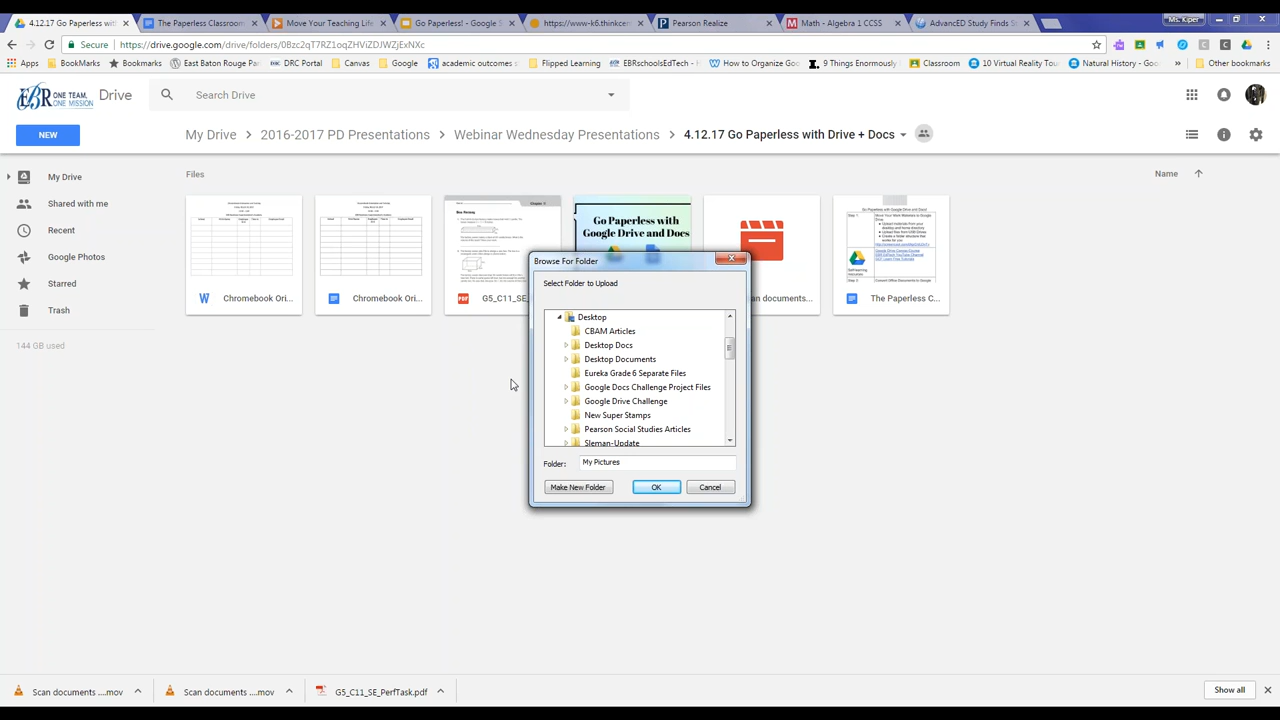 4.12.17 Go Paperless with
The Paperless Classroom
Move Your Teaching Life
Go Paperless! - Google S
https://www-k6.thinkcen
Pearson Realize
Math - Algebra 1 CCSS
AdvancED Study Finds St
Ms. Kiper
Secure
https://drive.google.com/drive/folders/0Bzc2qT7RZ1oqZHViZDJWZjExNXc
Apps
BookMarks
Bookmarks
East Baton Rouge Pa
DRC Portal
Canvas
Google
academic outcomes
Flipped Learning
EBRschoolsEdTech
How to Organize Goo
9 Things Enormously
Classroom
10 Virtual Reality Tou
Natural History - Goo
Other bookmarks
EBR ONE TEAM,
ONE MISSION
Drive
Search Drive
NEW
My Drive > 2016-2017 PD Presentations > Webinar Wednesday Presentations > 4.12.17 Go Paperless with Drive + Docs
My Drive
Shared with me
Recent
Google Photos
Starred
Trash
144 GB used
Files
Name
Go Paperless with
Google Drive and Docs
Chromebook Ori...
Chromebook Ori...
G5_C11_SE_
an documents...
The Paperless C...
Browse For Folder
Select Folder to Upload
Desktop
CBAM Articles
Desktop Docs
Desktop Documents
Eureka Grade 6 Separate Files
Google Docs Challenge Project Files
Google Drive Challenge
New Super Stamps
Pearson Social Studies Articles
Sleman-Update
Folder: My Pictures
Make New Folder
OK
Cancel
Scan documents ....mov
Scan documents ....mov
G5_C11_SE_PerfTask.pdf
Show all